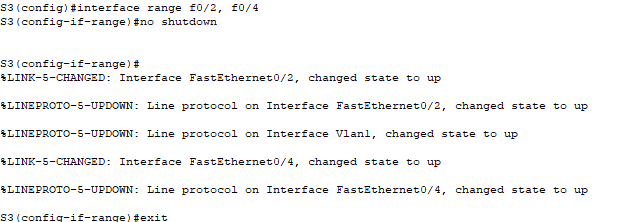 S3(config)#interface range f0/2, f0/4
S3(config-if-range)#no shutdown
S3(config-if-range)#
%LINK-5-CHANGED: Interface FastEthernet0/2, changed state to up
%LINEPROTO-5-UPDOWN: Line protocol on Interface FastEthernet0/2, changed state to up
%LINEPROTO-5-UPDOWN: Line protocol on Interface Vlan1, changed state to up
%LINK-5-CHANGED: Interface FastEthernet0/4, changed state to up
%LINEPROTO-5-UPDOWN: Line protocol on Interface FastEthernet0/4, changed state to up
S3(config-if-range)#exit